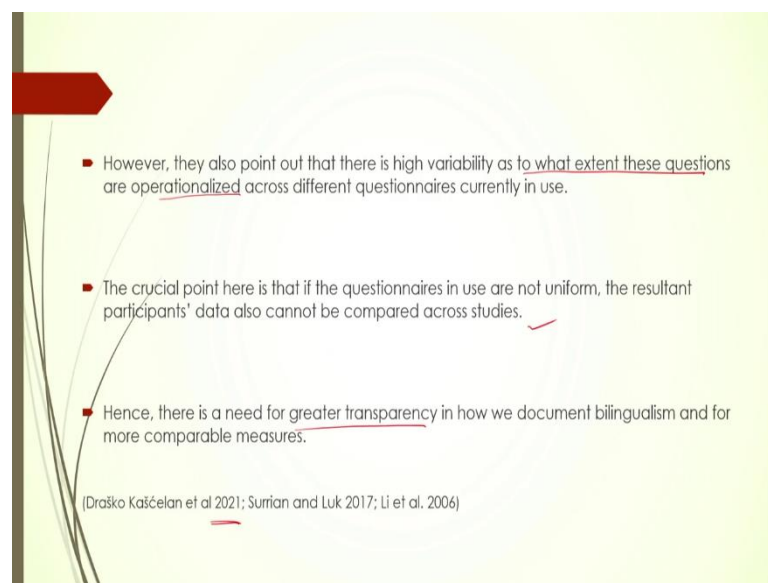 However, they also point out that there is high variability as to what extent these questions
are operationalized across different questionnaires currently in use.
The crucial point here is that if the questionnaires in use are not uniform, the resultant
participants' data also cannot be compared across studies.
Hence, there is a need for greater transparency in how we document bilingualism and for
more comparable measures.
(Draško Kašćelan et al 2021; Surrian and Luk 2017; Li et al. 2006)